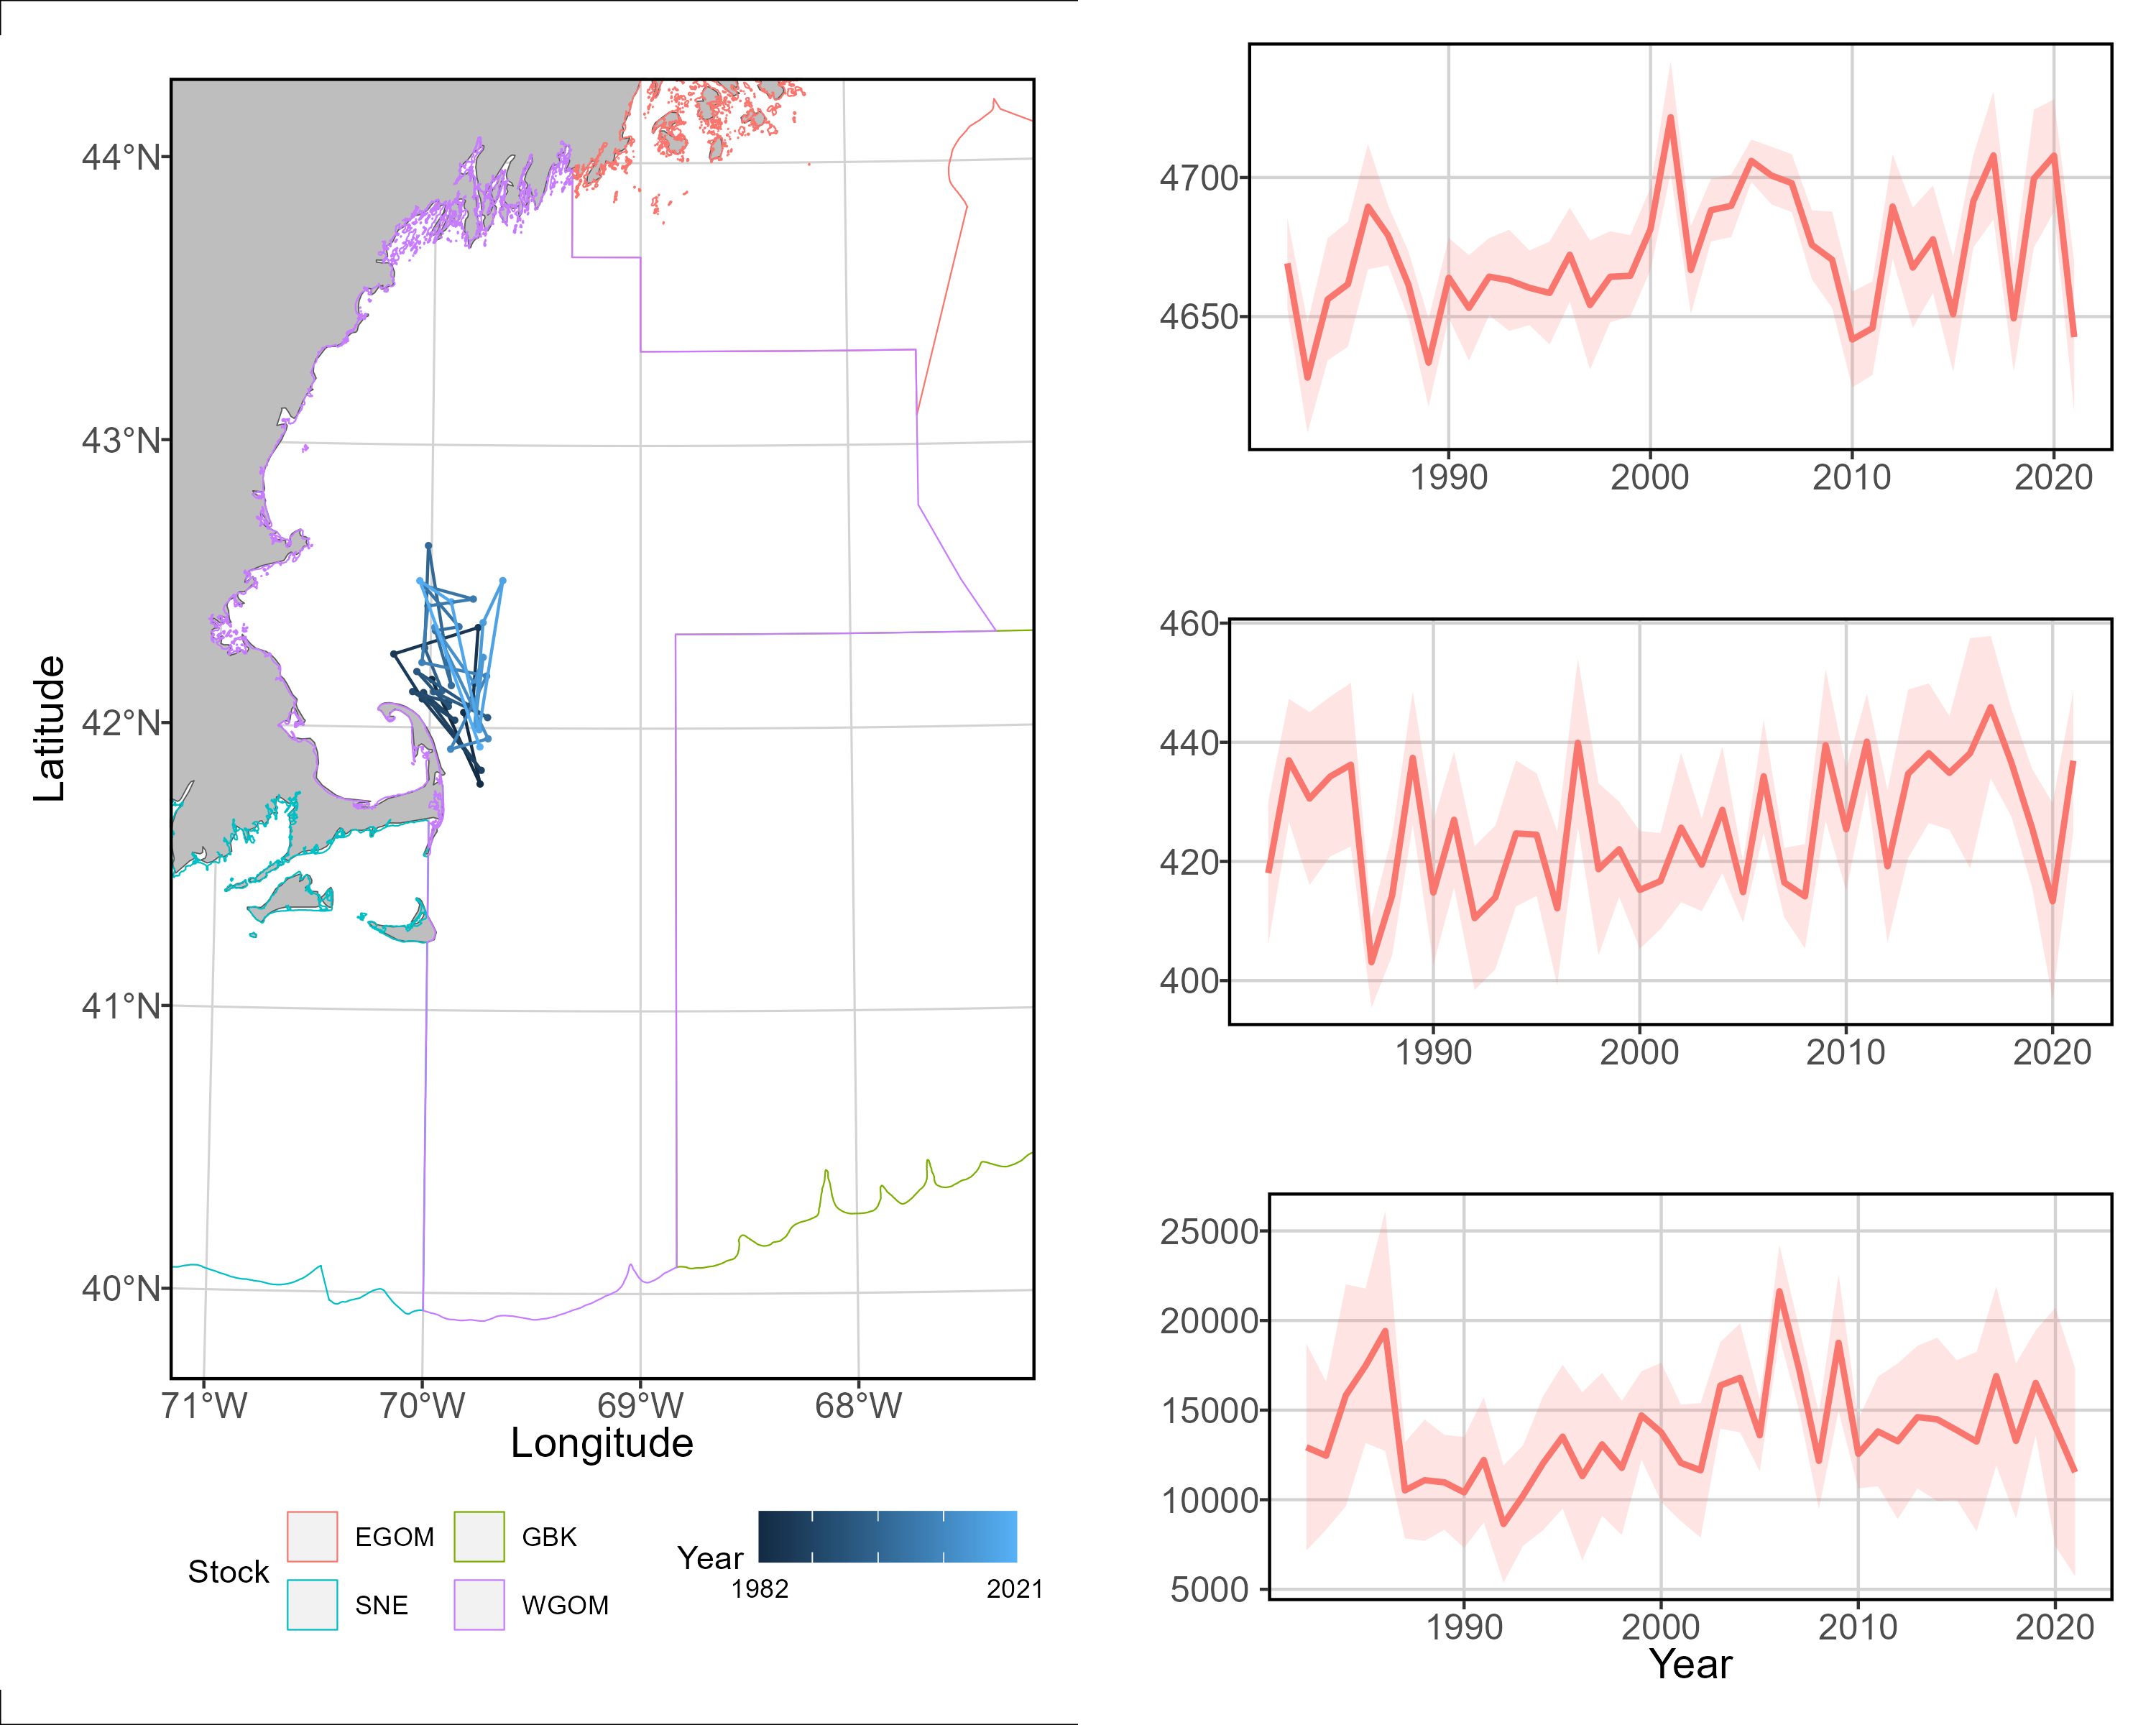 44°N
43°N
42°N
41°N
40°N
Latitude
71°W 70°W 69°W 68°W
Longitude
Stock
EGOM GBK
SNE WGOM
Year
1982 2021
4700
4650
1990 2000 2010 2020
460
440
420
400
1990 2000 2010 2020
25000
20000
15000
10000
5000
1990 2000 2010 2020
Year